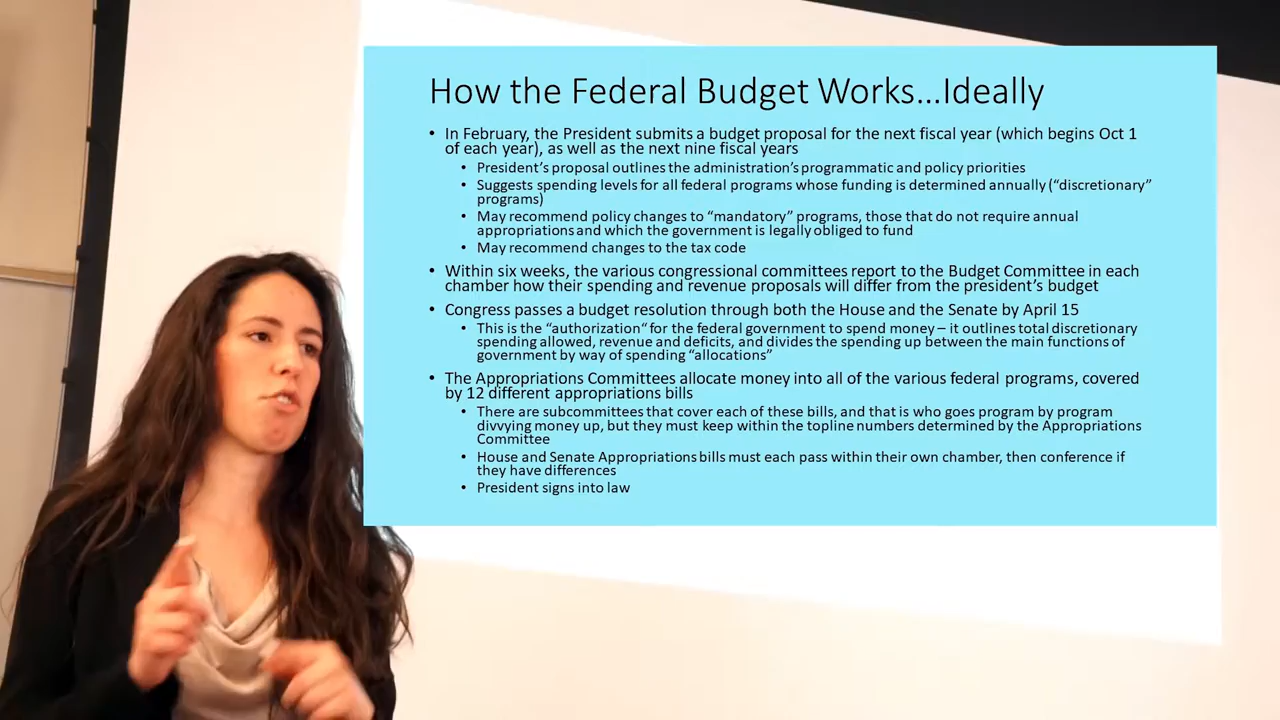 How the Federal Budget Works...Ideally
• In February, the President submits a budget proposal for the next fiscal year (which begins Oct 1
of each year), as well as the next nine fiscal years
• President's proposal outlines the administration's programmatic and policy priorities
• Suggests spending levels for all federal programs whose funding is determined annually (“discretionary”
programs)
• May recommend policy changes to “mandatory” programs, those that do not require annual
appropriations and which the government is legally obliged to fund
• May recommend changes to the tax code
• Within six weeks, the various congressional committees report to the Budget Committee in each
chamber how their spending and revenue proposals will differ from the president's budget
• Congress passes a budget resolution through both the House and the Senate by April 15
• This is the “authorization“ for the federal government to spend money – it outlines total discretionary
spending allowed, revenue and deficits, and divides the spending up between the main functions of
government by way of spending “allocations”
• The Appropriations Committees allocate money into all of the various federal programs, covered
by 12 different appropriations bills
• There are subcommittees that cover each of these bills, and that is who goes program by program
divvying money up, but they must keep within the topline numbers determined by the Appropriations
Committee
• House and Senate Appropriations bills must each pass within their own chamber, then conference if
they have differences
• President signs into law